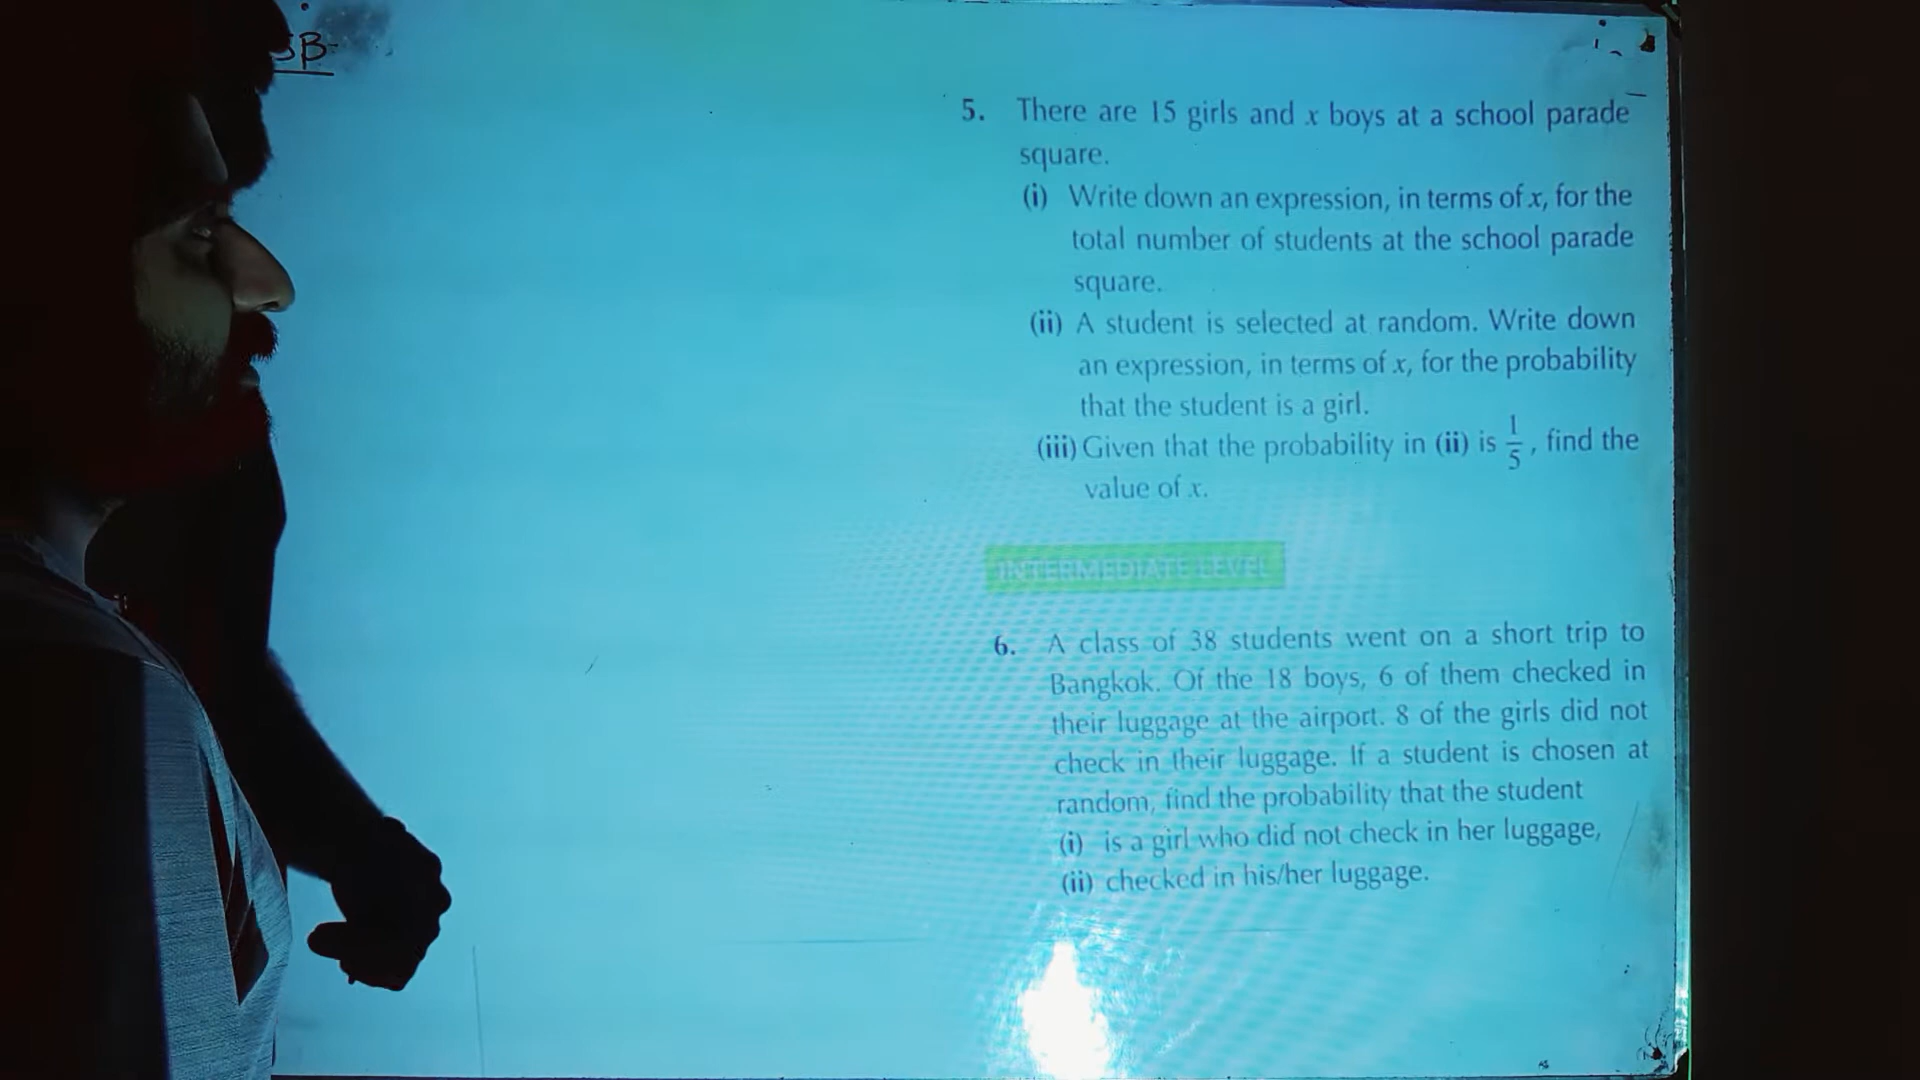 5B
5. There are 15 girls and x boys at a school parade
square.
(i) Write down an expression, in terms of x, for the
total number of students at the school parade
square.
(ii) A student is selected at random. Write down
an expression, in terms of x, for the probability
that the student is a girl.
(iii) Given that the probability in (ii) is 1/5, find the
value of x.
INTERMEDIATE LEVEL
6. A class of 38 students went on a short trip to
Bangkok. Of the 18 boys, 6 of them checked in
their luggage at the airport. 8 of the girls did not
check in their luggage. If a student is chosen at
random, find the probability that the student
(i) is a girl who did not check in her luggage,
(ii) checked in his/her luggage.